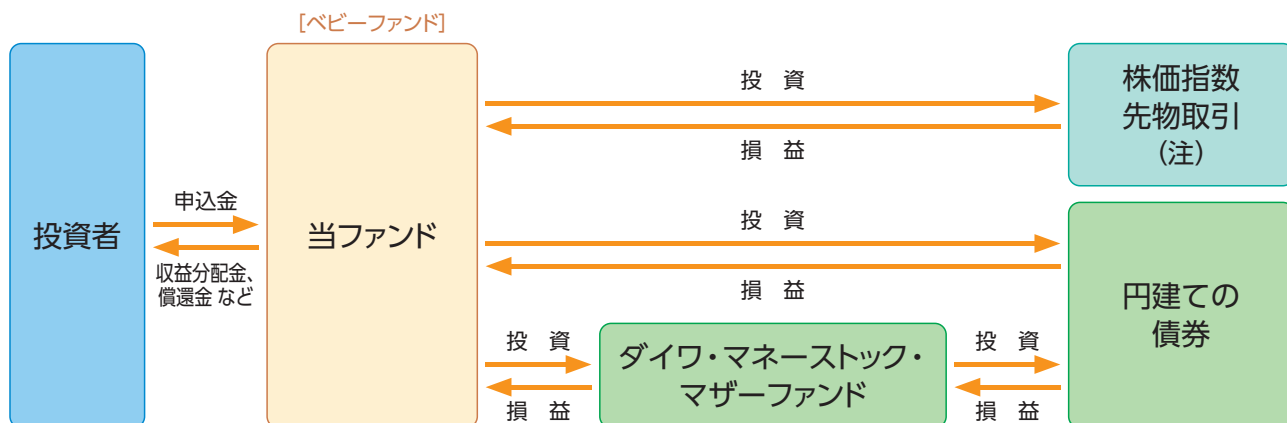 [ベビーファンド]
投資者
申込金
収益分配金、
償還金 など
当ファンド
投 資
損 益
株価指数
先物取引
(注)
投 資
損 益
円建ての
債券
投 資
損 益
ダイワ・マネーストック・
マザーファンド
投 資
損 益